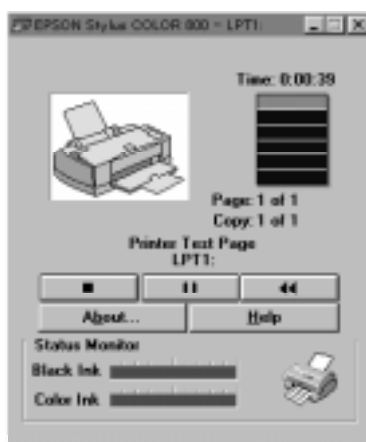 EPSON Stylus COLOR 800 - LPT1:
Time: 0:00:39
Page: 1 of 1
Copy: 1 of 1
Printer Test Page
LPT1:
About...
Help
Status Monitor
Black Ink
Color Ink